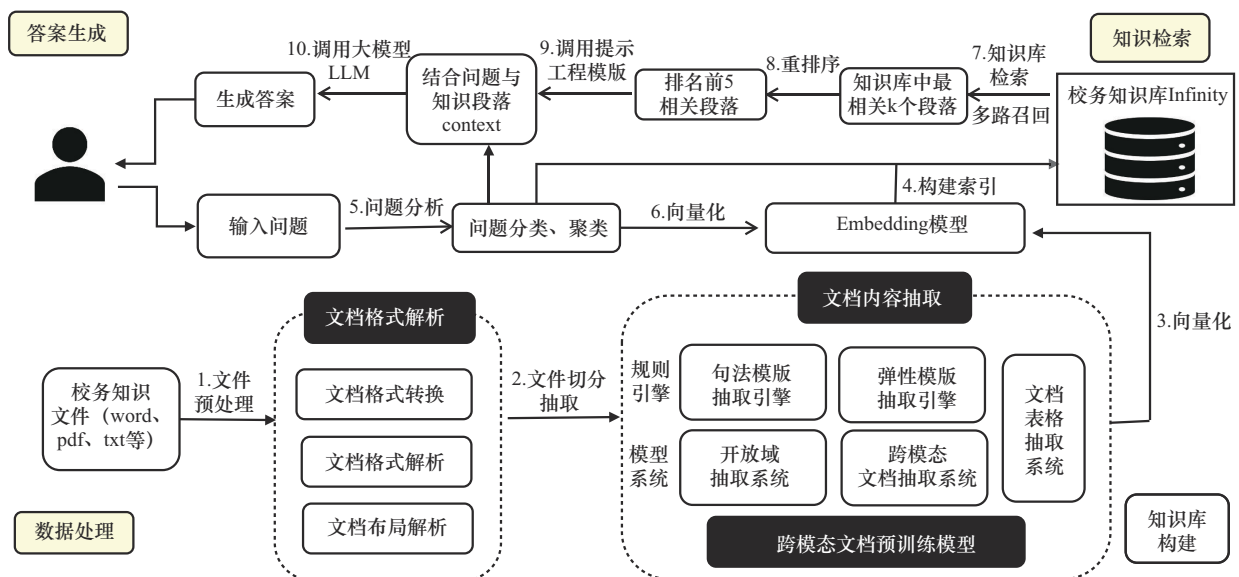 答案生成
10.调用大模型
LLM
9.调用提示
工程模版
8.重排序
7.知识库
检索
多路召回
知识检索
生成答案
结合问题与
知识段落
context
排名前5
相关段落
知识库中最
相关k个段落
校务知识库Infinity
输入问题
5.问题分析
问题分类、聚类
6.向量化
4.构建索引
Embedding模型
文档格式解析
文档内容抽取
3.向量化
校务知识
文件（word、
pdf、txt等）
1.文件
预处理
文档格式转换
文档格式解析
文档布局解析
2.文件切分
抽取
规则
引擎
句法模版
抽取引擎
弹性模版
抽取引擎
文档
表格
抽取
系统
模型
系统
开放域
抽取系统
跨模态
文档抽取系统
跨模态文档预训练模型
数据处理
知识库
构建